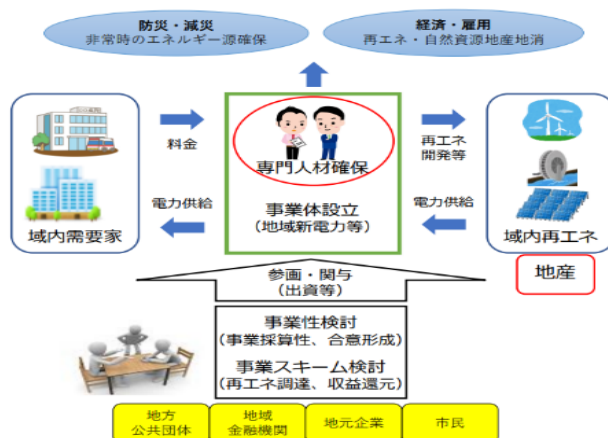 防災・減災
非常時のエネルギー源確保
経済・雇用
再エネ・自然資源地産地消
料金
電力供給
域内需要家
専門人材確保
事業体設立
(地域新電力等)
再エネ
開発等
電力供給
域内再エネ
地産
参画・関与
(出資等)
事業性検討
(事業採算性、合意形成)
事業スキーム検討
(再エネ調達、収益還元)
地方
公共団体
地域
金融機関
地元企業
市民